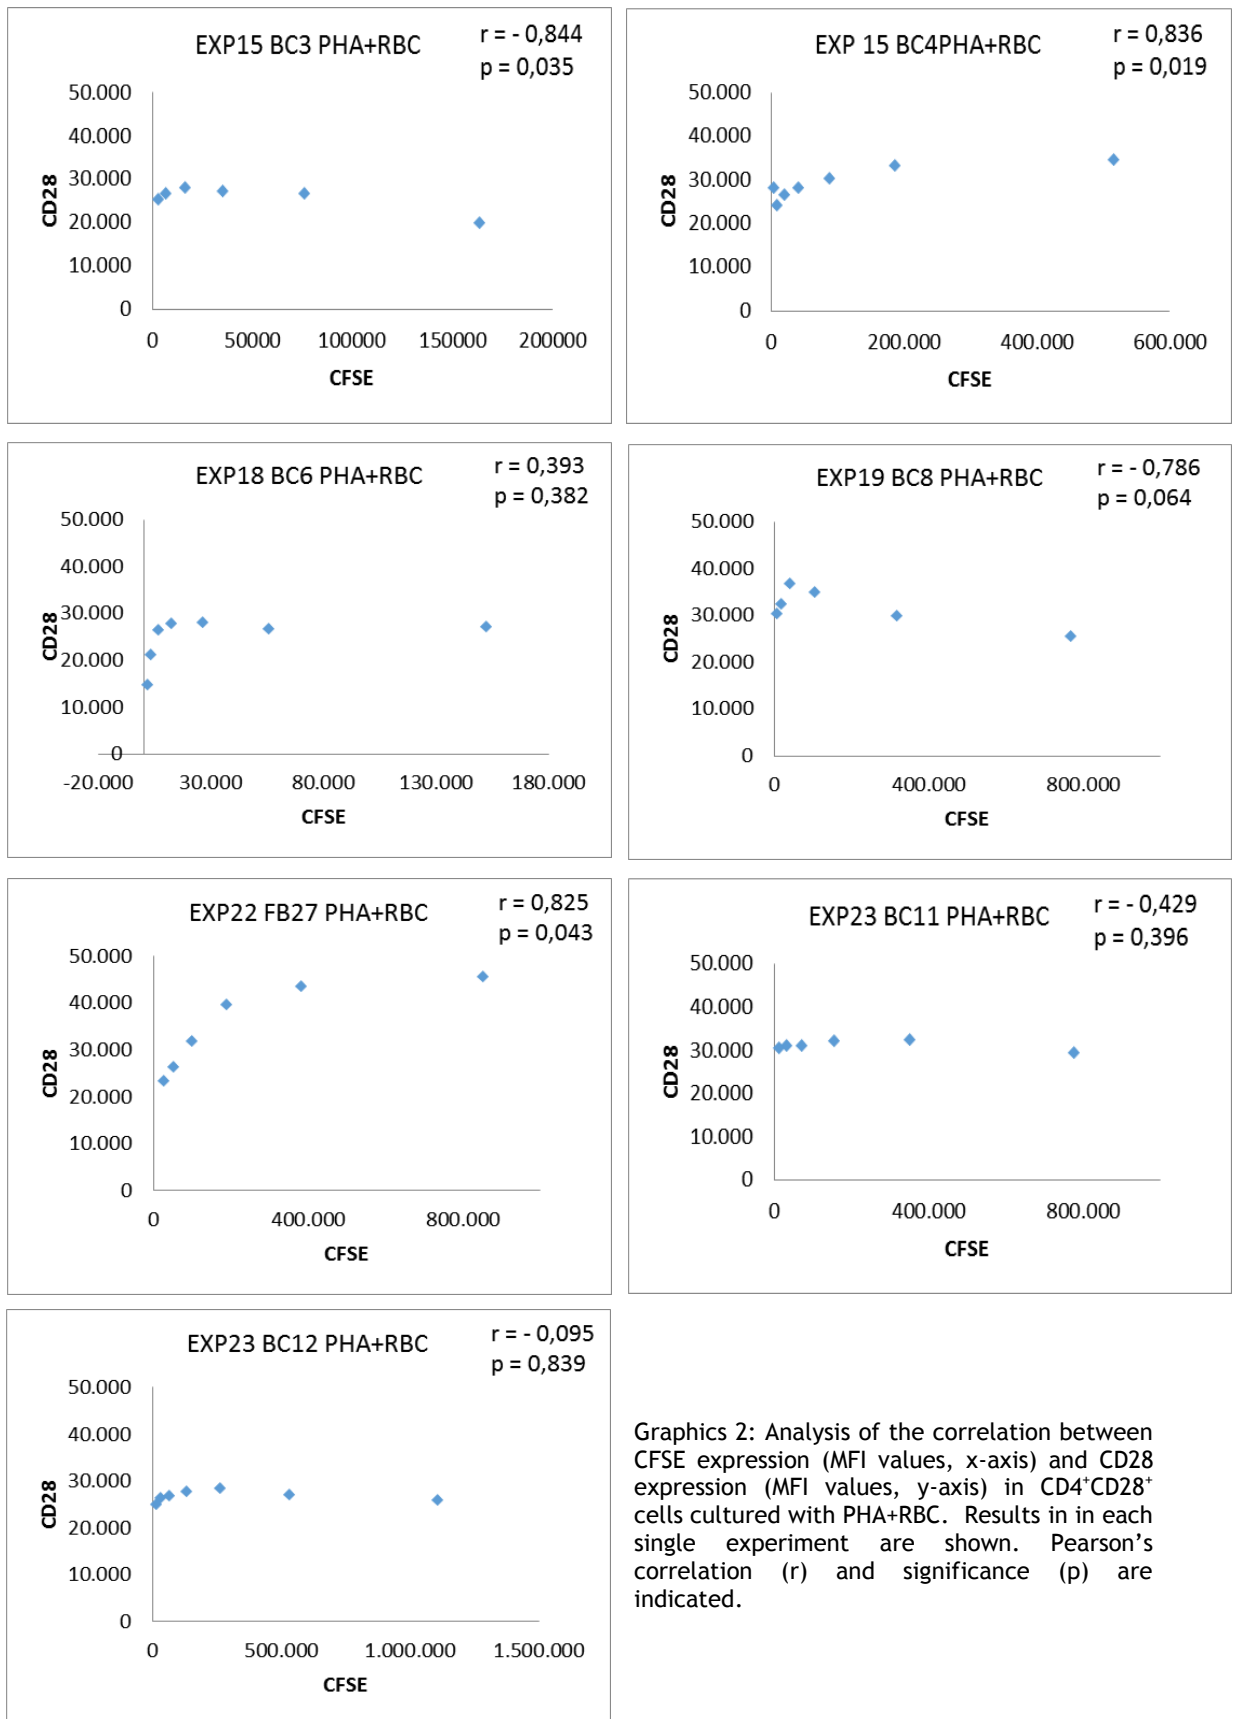 EXP15 BC3 PHA+RBC
r = - 0,844
p = 0,035
50.000
40.000
30.000
20.000
10.000
0
CD28
0 50000 100000 150000 200000
CFSE
EXP 15 BC4PHA+RBC
r = 0,836
p = 0,019
50.000
40.000
30.000
20.000
10.000
0
CD28
0 200.000 400.000 600.000
CFSE
EXP18 BC6 PHA+RBC
r = 0,393
p = 0,382
50.000
40.000
30.000
20.000
10.000
0
CD28
-20.000 30.000 80.000 130.000 180.000
CFSE
EXP19 BC8 PHA+RBC
r = - 0,786
p = 0,064
50.000
40.000
30.000
20.000
10.000
0
CD28
0 400.000 800.000
CFSE
EXP22 FB27 PHA+RBC
r = 0,825
p = 0,043
50.000
40.000
30.000
20.000
10.000
0
CD28
0 400.000 800.000
CFSE
EXP23 BC11 PHA+RBC
r = - 0,429
p = 0,396
50.000
40.000
30.000
20.000
10.000
0
CD28
0 400.000 800.000
CFSE
EXP23 BC12 PHA+RBC
r = - 0,095
p = 0,839
50.000
40.000
30.000
20.000
10.000
0
CD28
0 500.000 1.000.000 1.500.000
CFSE
Graphics 2: Analysis of the correlation between
CFSE expression (MFI values, x-axis) and CD28
expression (MFI values, y-axis) in CD4⁺CD28⁺
cells cultured with PHA+RBC. Results in in each
single experiment are shown. Pearson’s
correlation (r) and significance (p) are
indicated.